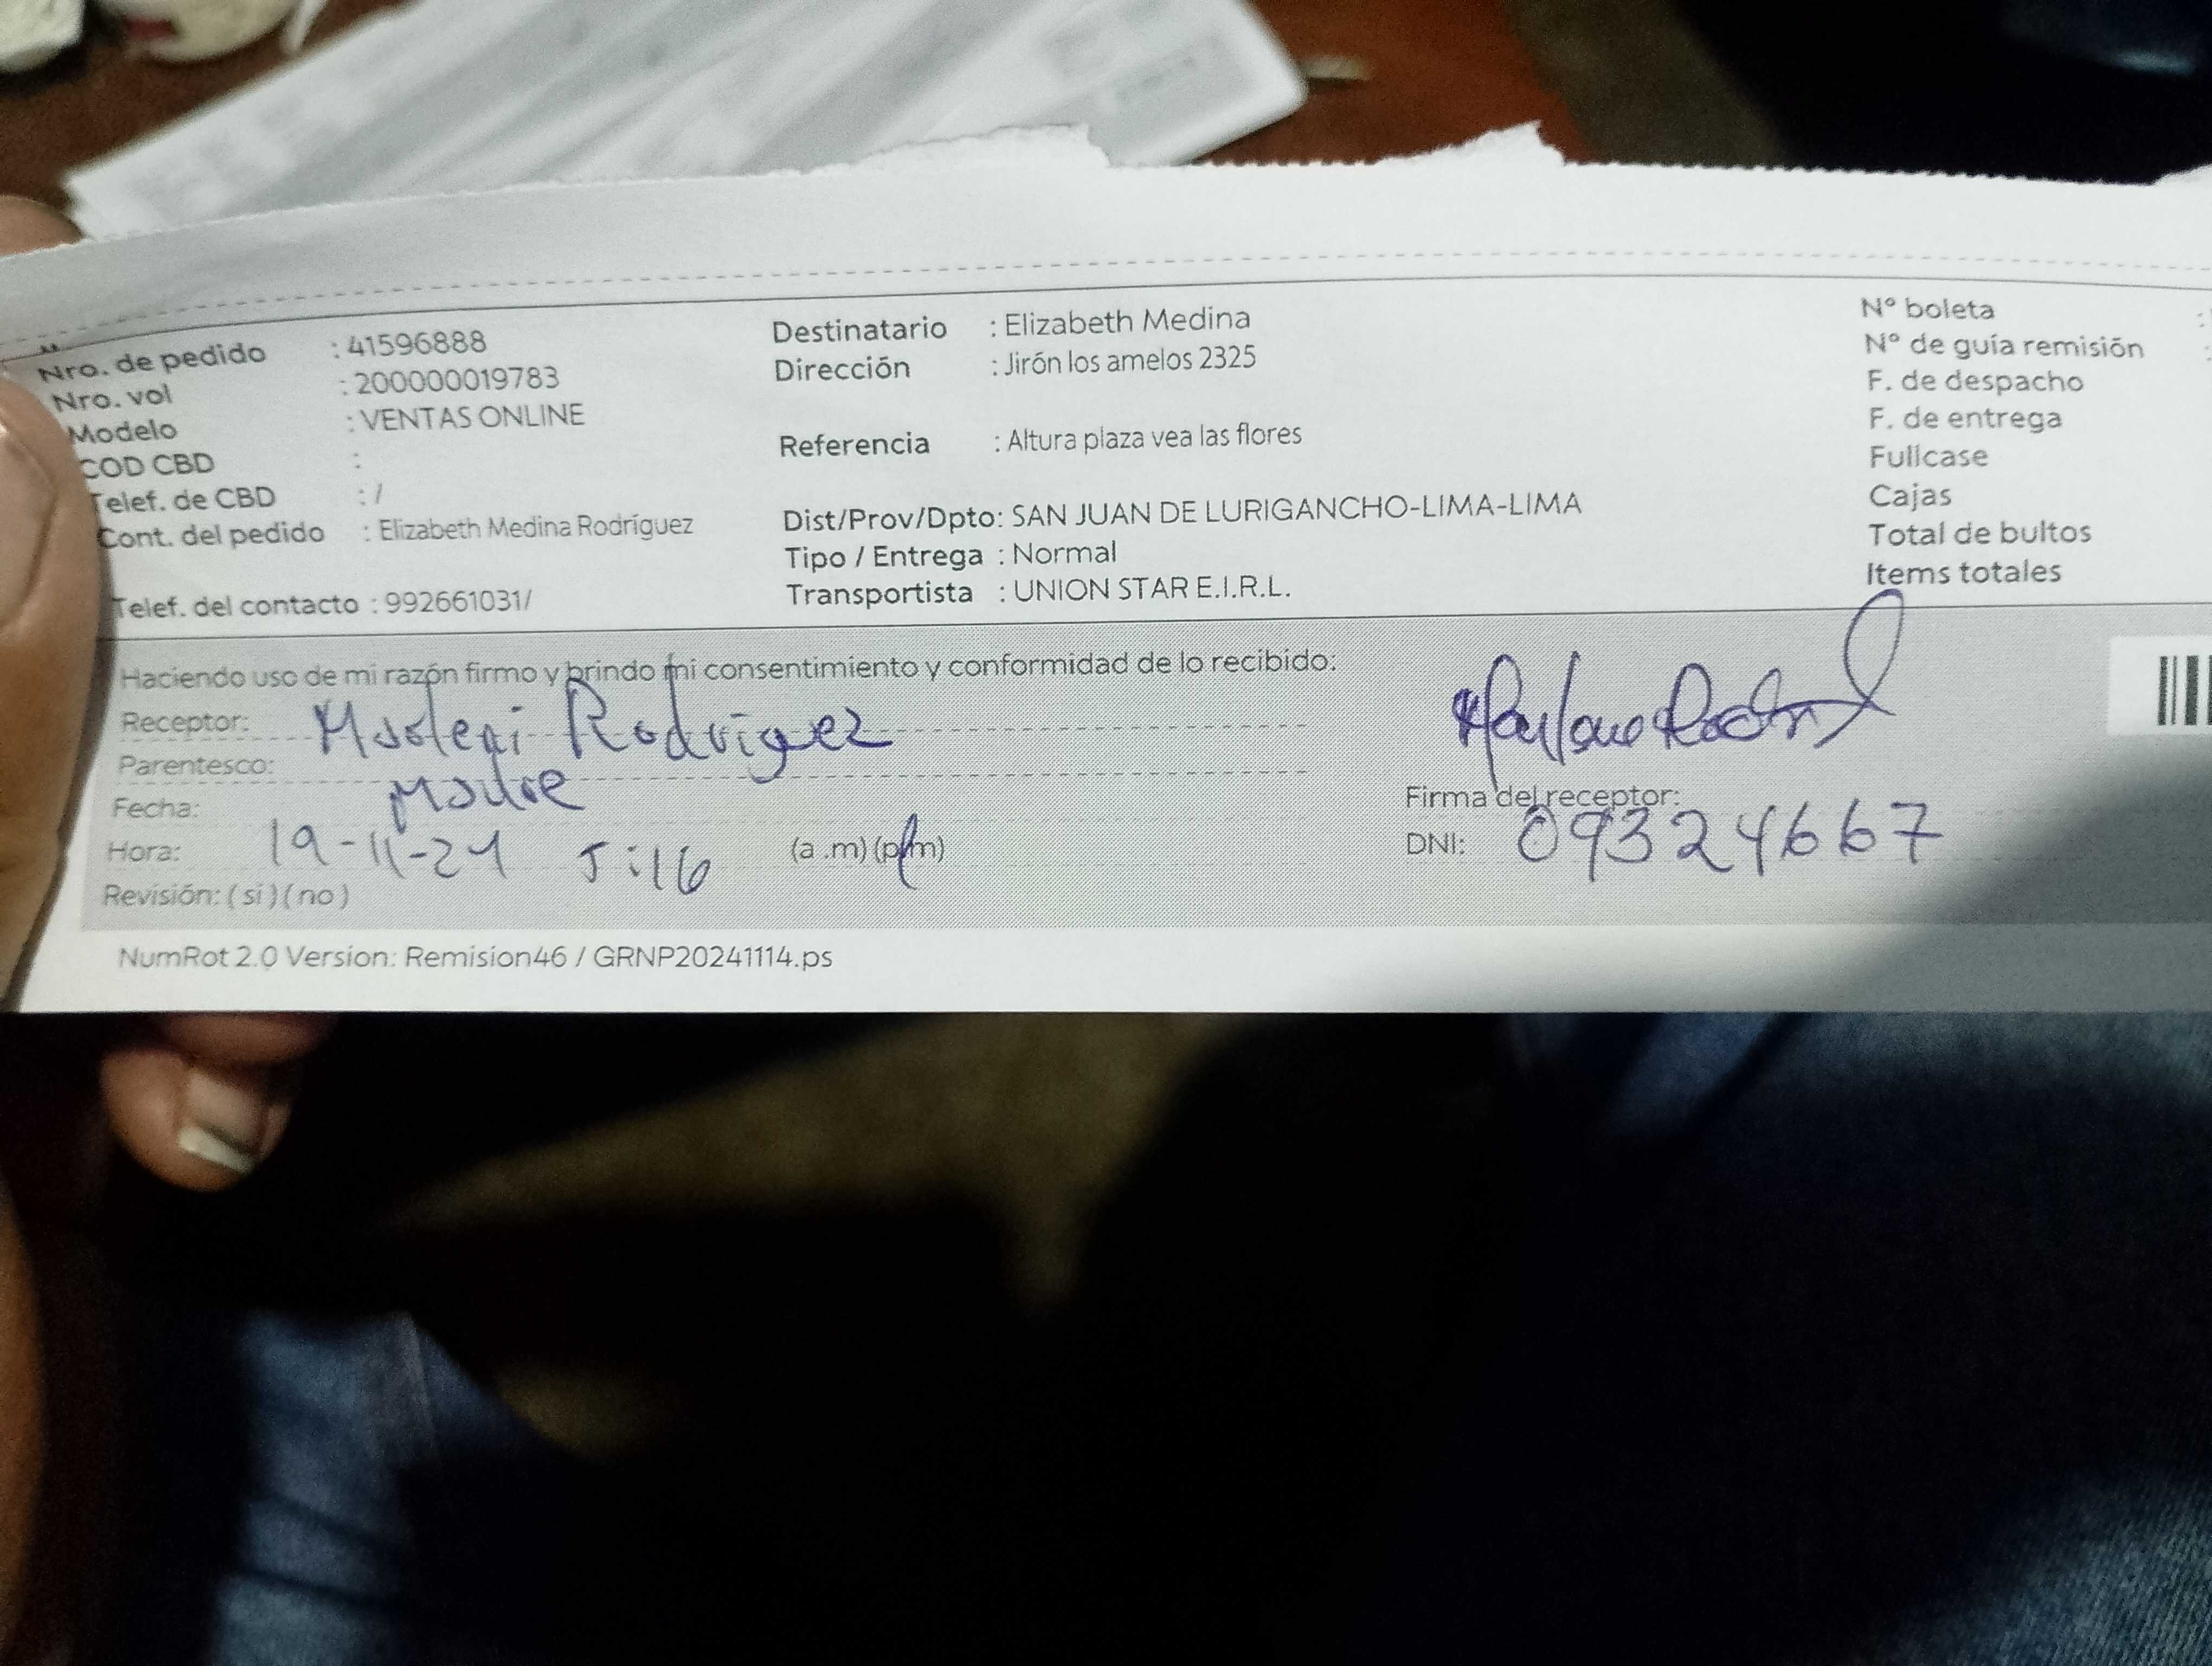 Nro. de pedido : 41596888
Nro. vol : 200000019783
Modelo : VENTAS ONLINE
COD CBD :
Telef. de CBD : /
Cont. del pedido : Elizabeth Medina Rodríguez
Telef. del contacto : 992661031/
Destinatario : Elizabeth Medina
Dirección : Jirón los amelos 2325
Referencia : Altura plaza vea las flores
Dist/Prov/Dpto: SAN JUAN DE LURIGANCHO-LIMA-LIMA
Tipo / Entrega : Normal
Transportista : UNION STAR E.I.R.L.
N° boleta :
N° de guía remisión :
F. de despacho
F. de entrega
Fullcase
Cajas
Total de bultos
Items totales
Haciendo uso de mi razón firmo y brindo mi consentimiento y conformidad de lo recibido:
Receptor: Rodriguez
Parentesco: Madre
Fecha:
Hora: 19-11-24 5:16 (a .m) (p.m)
Revisión: ( si ) ( no )
Firma del receptor:
DNI: 09324667
NumRot 2.0 Version: Remision46 / GRNP20241114.ps